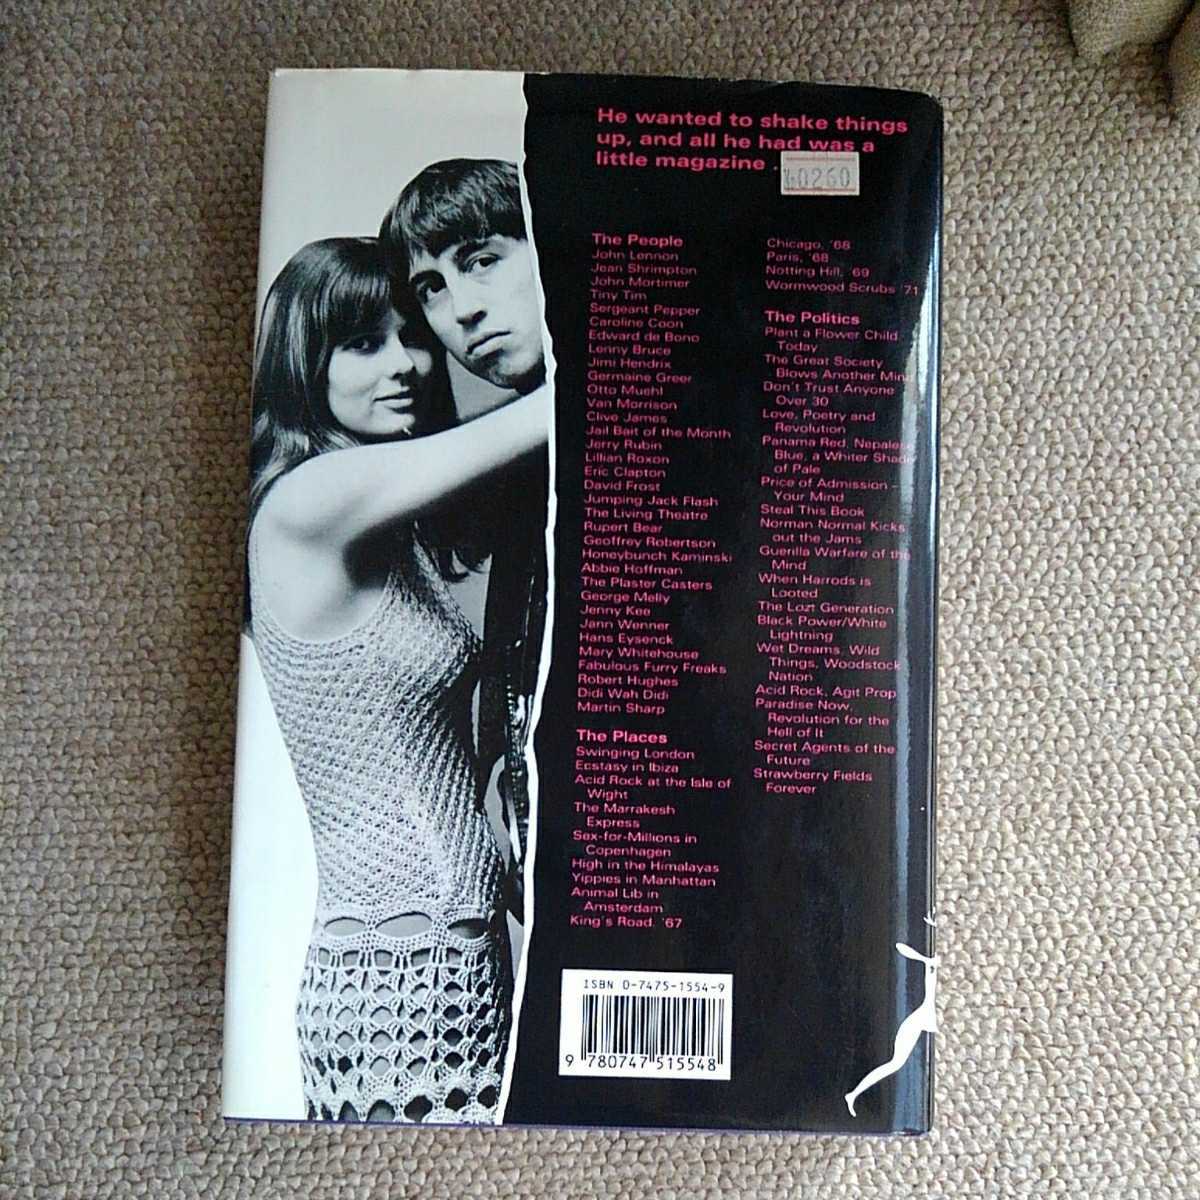 He wanted to shake things
up, and all he had was a
little magazine .
¥0260
The People
John Lennon
Jean Shrimpton
John Mortimer
Tiny Tim
Sergeant Pepper
Caroline Coon
Edward de Bono
Lenny Bruce
Jimi Hendrix
Germaine Greer
Otto Muehl
Van Morrison
Clive James
Jail Bait of the Month
Jerry Rubin
Lillian Roxon
Eric Clapton
David Frost
Jumping Jack Flash
The Living Theatre
Rupert Bear
Geoffrey Robertson
Honeybunch Kaminski
Abbie Hoffman
The Plaster Casters
George Melly
Jenny Kee
Jann Wenner
Hans Eysenck
Mary Whitehouse
Fabulous Furry Freaks
Robert Hughes
Didi Wah Didi
Martin Sharp
The Places
Swinging London
Ecstasy in Ibiza
Acid Rock at the Isle of
Wight
The Marrakesh
Express
Sex-for-Millions in
Copenhagen
High in the Himalayas
Yippies in Manhattan
Animal Lib in
Amsterdam
King's Road, '67
Chicago, '68
Paris, '68
Notting Hill, '69
Wormwood Scrubs '71
The Politics
Plant a Flower Child
Today
The Great Society
Blows Another Mind
Don't Trust Anyone
Over 30
Love, Poetry and
Revolution
Panama Red, Nepalese
Blue, a Whiter Shade
of Pale
Price of Admission –
Your Mind
Steal This Book
Norman Normal Kicks
out the Jams
Guerilla Warfare of the
Mind
When Harrods is
Looted
The Lozt Generation
Black Power/White
Lightning
Wet Dreams, Wild
Things, Woodstock
Nation
Acid Rock, Agit Prop
Paradise Now,
Revolution for the
Hell of It
Secret Agents of the
Future
Strawberry Fields
Forever
ISBN 0-7475-1554-9
9 780747 515548